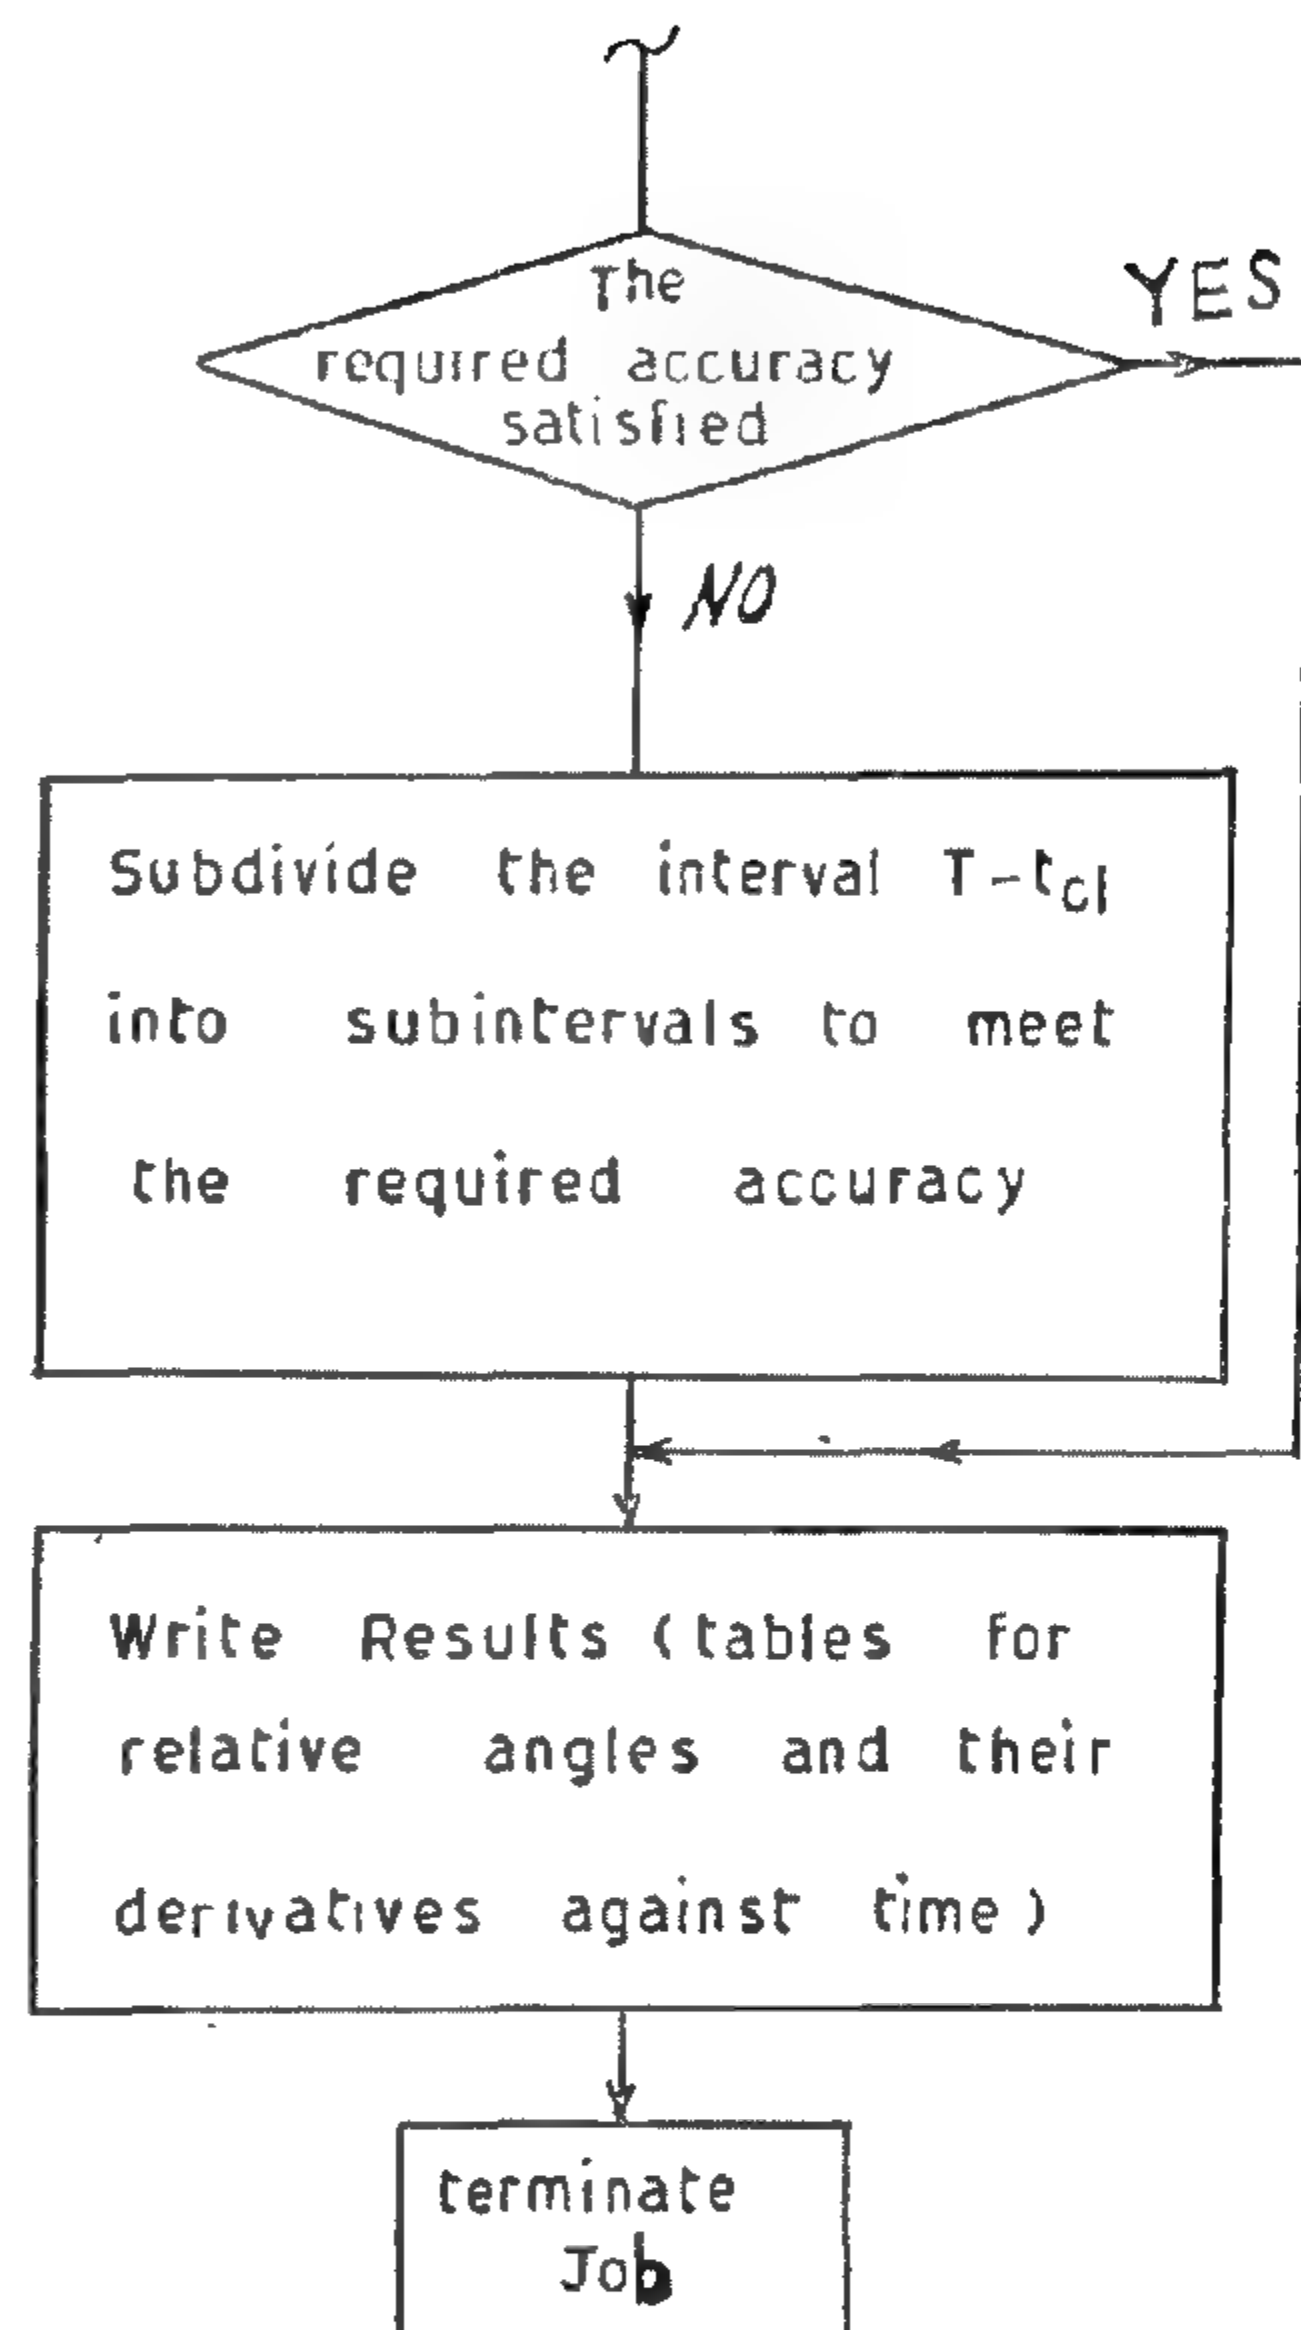 The
required accuracy
satisfied
YES
NO
Subdivide the interval T-t_cl
into subintervals to meet
the required accuracy
Write Results (tables for
relative angles and their
derivatives against time)
terminate
Job